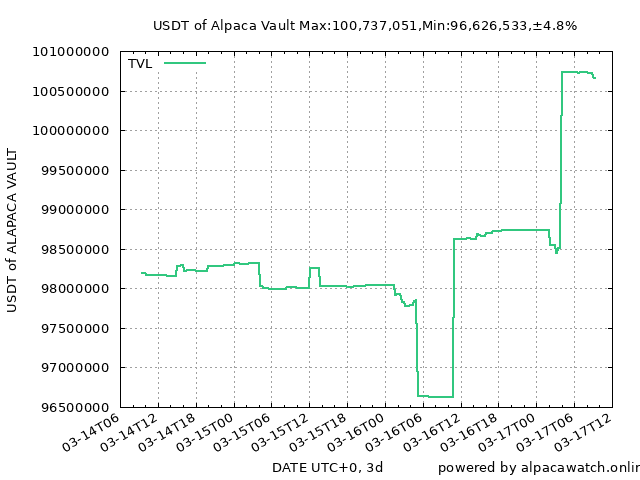 USDT of Alpaca Vault Max:100,737,051,Min:96,626,533,±4.8%
TVL
101000000
100500000
100000000
99500000
99000000
98500000
98000000
97500000
97000000
96500000
USDT of ALAPACA VAULT
03-14T06
03-14T12
03-14T18
03-15T00
03-15T06
03-15T12
03-15T18
03-16T00
03-16T06
03-16T12
03-16T18
03-17T00
03-17T06
03-17T12
DATE UTC+0, 3d
powered by alpacawatch.onlin